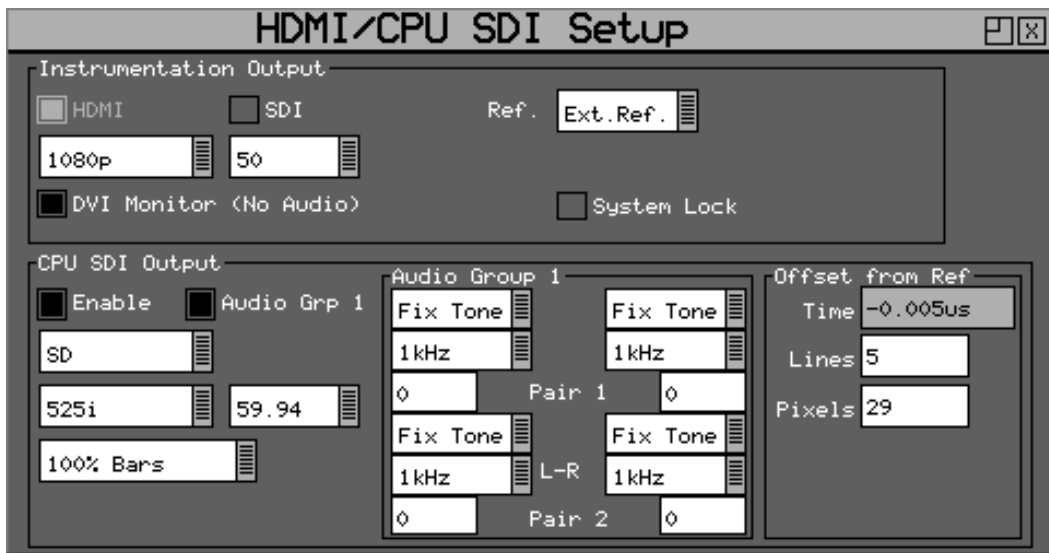 HDMI/CPU SDI Setup
Instrumentation Output
HDMI SDI Ref. Ext.Ref.
1080p 50
DVI Monitor (No Audio) System Lock
CPU SDI Output
Enable Audio Grp 1
SD
525i 59.94
100% Bars
Audio Group 1
Fix Tone Fix Tone
1kHz 1kHz
0 Pair 1 0
Fix Tone Fix Tone
1kHz L-R 1kHz
0 Pair 2 0
Offset from Ref
Time -0.005us
Lines 5
Pixels 29